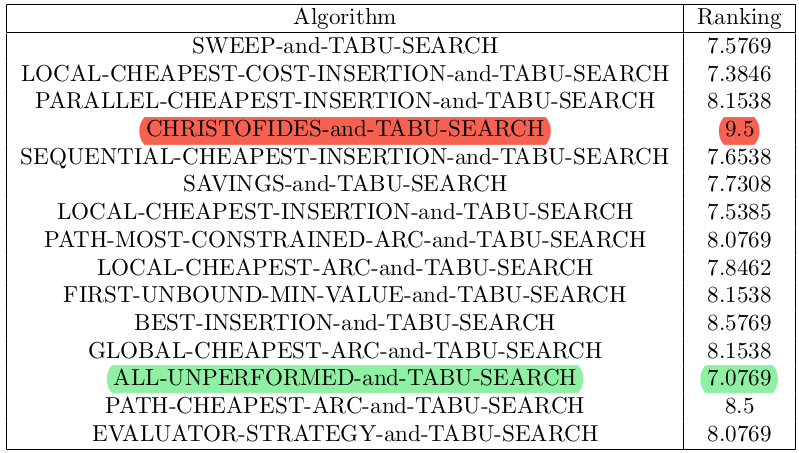 Algorithm Ranking
SWEEP-and-TABU-SEARCH 7.5769
LOCAL-CHEAPEST-COST-INSERTION-and-TABU-SEARCH 7.3846
PARALLEL-CHEAPEST-INSERTION-and-TABU-SEARCH 8.1538
CHRISTOFIDES-and-TABU-SEARCH 9.5
SEQUENTIAL-CHEAPEST-INSERTION-and-TABU-SEARCH 7.6538
SAVINGS-and-TABU-SEARCH 7.7308
LOCAL-CHEAPEST-INSERTION-and-TABU-SEARCH 7.5385
PATH-MOST-CONSTRAINED-ARC-and-TABU-SEARCH 8.0769
LOCAL-CHEAPEST-ARC-and-TABU-SEARCH 7.8462
FIRST-UNBOUND-MIN-VALUE-and-TABU-SEARCH 8.1538
BEST-INSERTION-and-TABU-SEARCH 8.5769
GLOBAL-CHEAPEST-ARC-and-TABU-SEARCH 8.1538
ALL-UNPERFORMED-and-TABU-SEARCH 7.0769
PATH-CHEAPEST-ARC-and-TABU-SEARCH 8.5
EVALUATOR-STRATEGY-and-TABU-SEARCH 8.0769